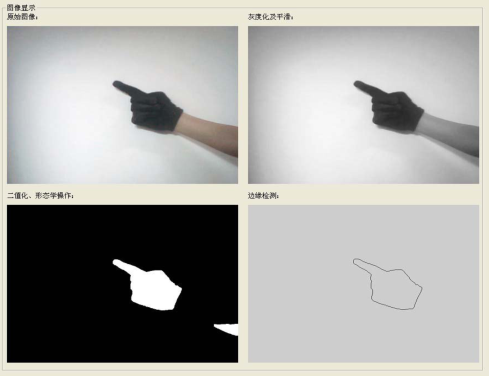 图像显示
原始图像：
灰度化及平滑：
二值化、形态学操作：
边缘检测：